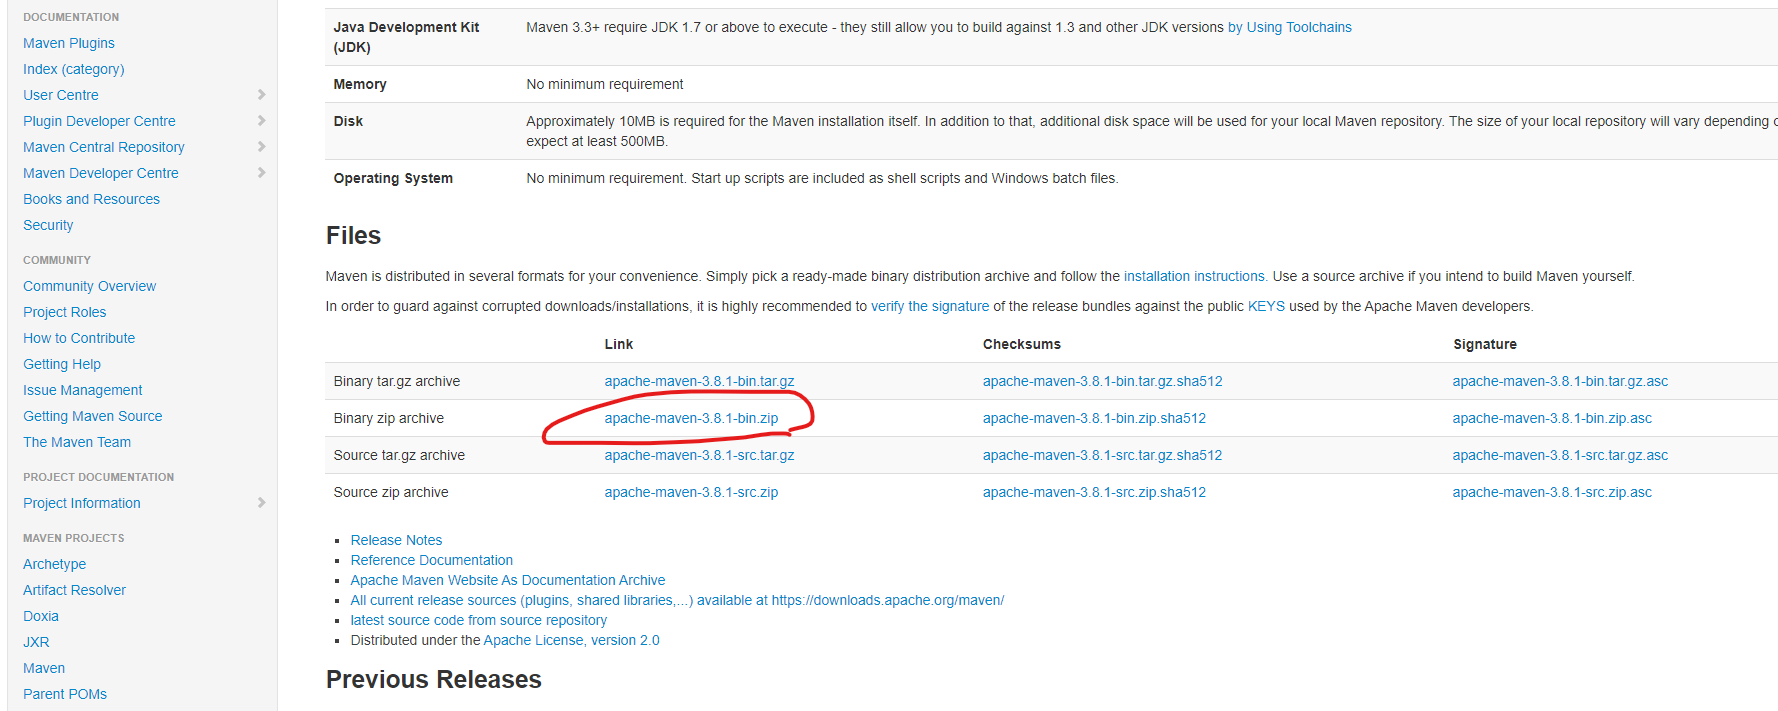 DOCUMENTATION
Maven Plugins
Index (category)
User Centre
Plugin Developer Centre
Maven Central Repository
Maven Developer Centre
Books and Resources
Security
COMMUNITY
Community Overview
Project Roles
How to Contribute
Getting Help
Issue Management
Getting Maven Source
The Maven Team
PROJECT DOCUMENTATION
Project Information
MAVEN PROJECTS
Archetype
Artifact Resolver
Doxia
JXR
Maven
Parent POMs
Java Development Kit (JDK) Maven 3.3+ require JDK 1.7 or above to execute - they still allow you to build against 1.3 and other JDK versions by Using Toolchains
Memory No minimum requirement
Disk Approximately 10MB is required for the Maven installation itself. In addition to that, additional disk space will be used for your local Maven repository. The size of your local repository will vary depending
expect at least 500MB.
Operating System No minimum requirement. Start up scripts are included as shell scripts and Windows batch files.
Files
Maven is distributed in several formats for your convenience. Simply pick a ready-made binary distribution archive and follow the installation instructions. Use a source archive if you intend to build Maven yourself.
In order to guard against corrupted downloads/installations, it is highly recommended to verify the signature of the release bundles against the public KEYS used by the Apache Maven developers.
Link Checksums Signature
Binary tar.gz archive apache-maven-3.8.1-bin.tar.gz apache-maven-3.8.1-bin.tar.gz.sha512 apache-maven-3.8.1-bin.tar.gz.asc
Binary zip archive apache-maven-3.8.1-bin.zip apache-maven-3.8.1-bin.zip.sha512 apache-maven-3.8.1-bin.zip.asc
Source tar.gz archive apache-maven-3.8.1-src.tar.gz apache-maven-3.8.1-src.tar.gz.sha512 apache-maven-3.8.1-src.tar.gz.asc
Source zip archive apache-maven-3.8.1-src.zip apache-maven-3.8.1-src.zip.sha512 apache-maven-3.8.1-src.zip.asc
Release Notes
Reference Documentation
Apache Maven Website As Documentation Archive
All current release sources (plugins, shared libraries,...) available at https://downloads.apache.org/maven/
latest source code from source repository
Distributed under the Apache License, version 2.0
Previous Releases